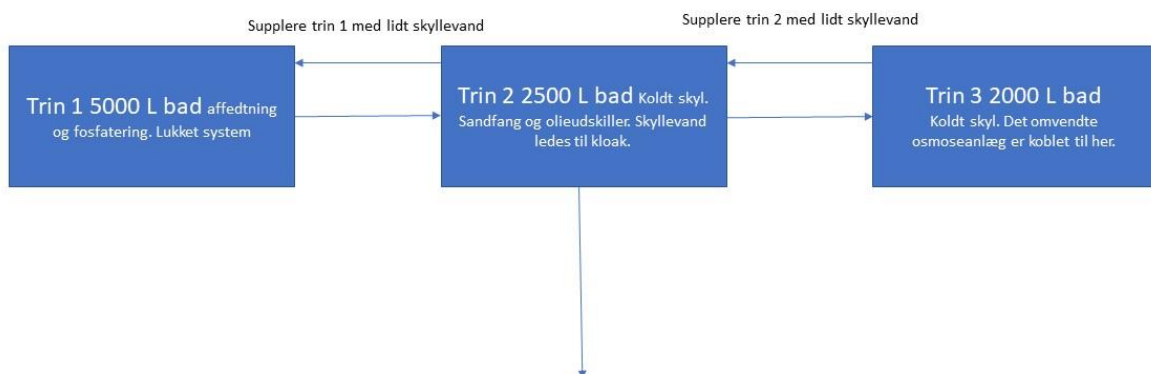 Supplere trin 1 med lidt skyllevand
Supplere trin 2 med lidt skyllevand
Trin 1 5000 L bad affedtning
og fosfatering. Lukket system
Trin 2 2500 L bad Koldt skyl.
Sandfang og olieudskiller. Skyllevand
ledes til kloak.
Trin 3 2000 L bad
Koldt skyl. Det omvendte
osmoseanlæg er koblet til her.